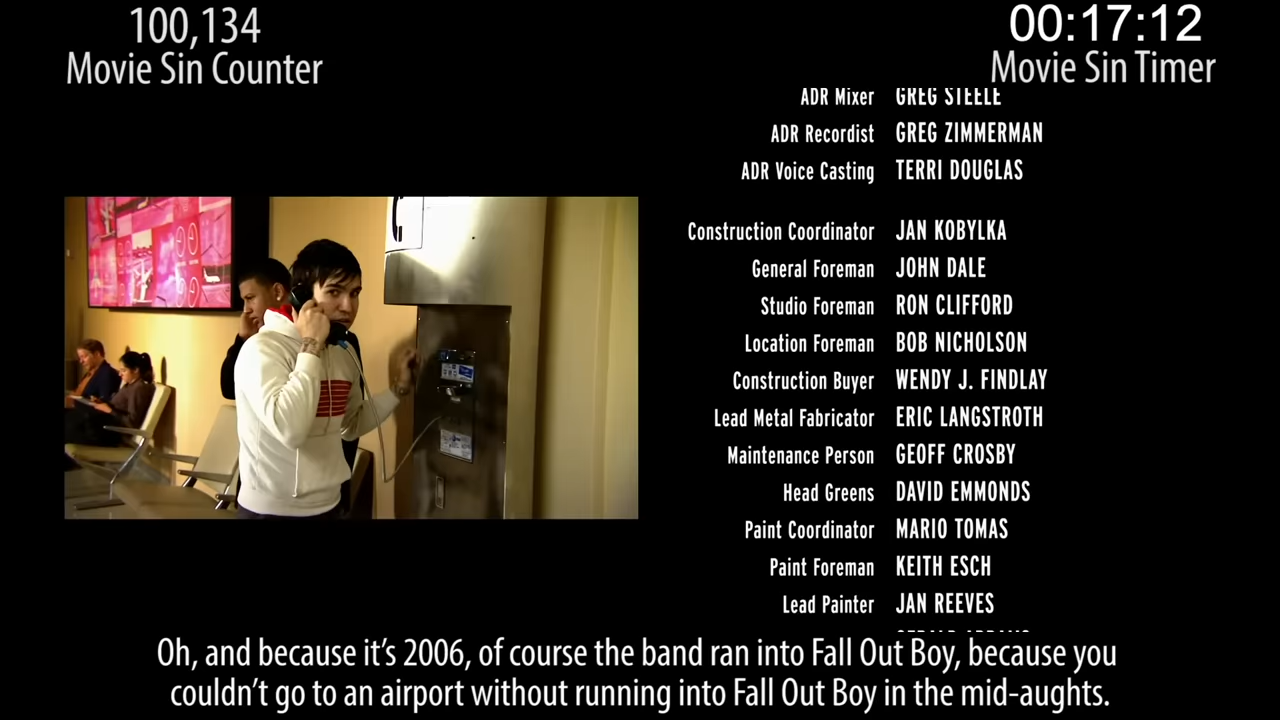 100,134
Movie Sin Counter
00:17:12
Movie Sin Timer
ADR Mixer GREG STEELE
ADR Recordist GREG ZIMMERMAN
ADR Voice Casting TERRI DOUGLAS
Construction Coordinator JAN KOBYLKA
General Foreman JOHN DALE
Studio Foreman RON CLIFFORD
Location Foreman BOB NICHOLSON
Construction Buyer WENDY J. FINDLAY
Lead Metal Fabricator ERIC LANGSTROTH
Maintenance Person GEOFF CROSBY
Head Greens DAVID EMMONDS
Paint Coordinator MARIO TOMAS
Paint Foreman KEITH ESCH
Lead Painter JAN REEVES
Oh, and because it’s 2006, of course the band ran into Fall Out Boy, because you
couldn’t go to an airport without running into Fall Out Boy in the mid-aughts.